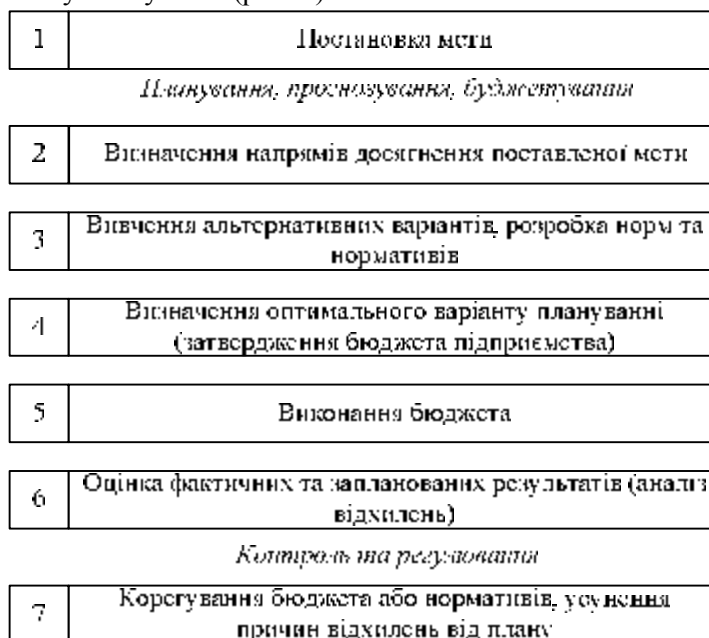 1 Постановка мети
Планування, прогнозування, бюджетування
2 Визначення напрямів досягнення поставленої мети
3 Вивчення альтернативних варіантів, розробка норм та
нормативів
4 Визначення оптимального варіанту плануванні
(затвердження бюджета підприємства)
5 Виконання бюджета
6 Оцінка фактичних та запланованих результатів (аналіз
відхилень)
Контроль та регулювання
7 Корегування бюджета або нормативів, усунення
причин відхилень від плану